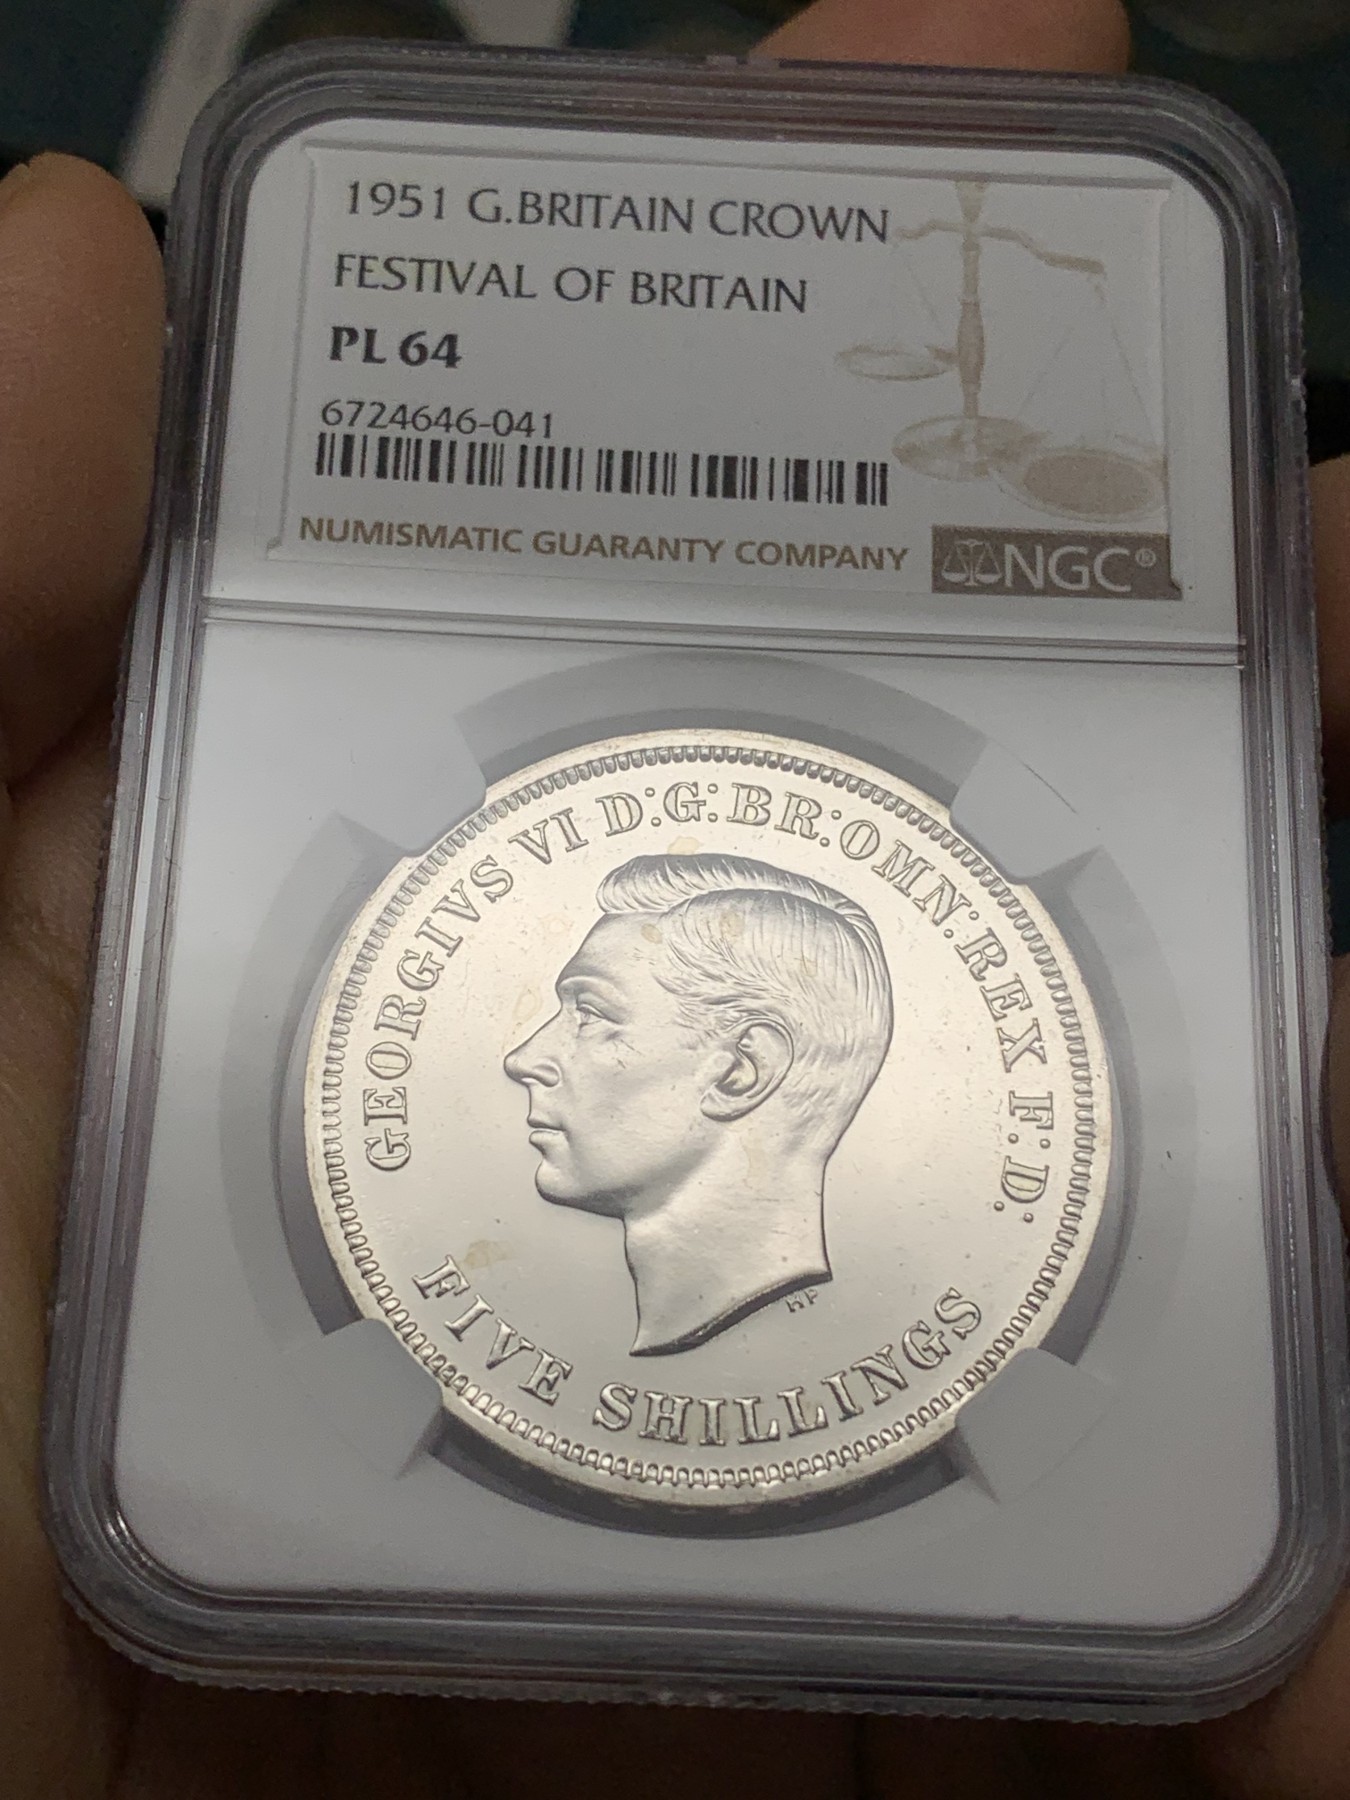 1951 G.BRITAIN CROWN
FESTIVAL OF BRITAIN
PL 64
6724646-041
NUMISMATIC GUARANTY COMPANY NGC®
GEORGIVS VI D:G:BR:OMN:REX F:D:
HP
FIVE SHILLINGS